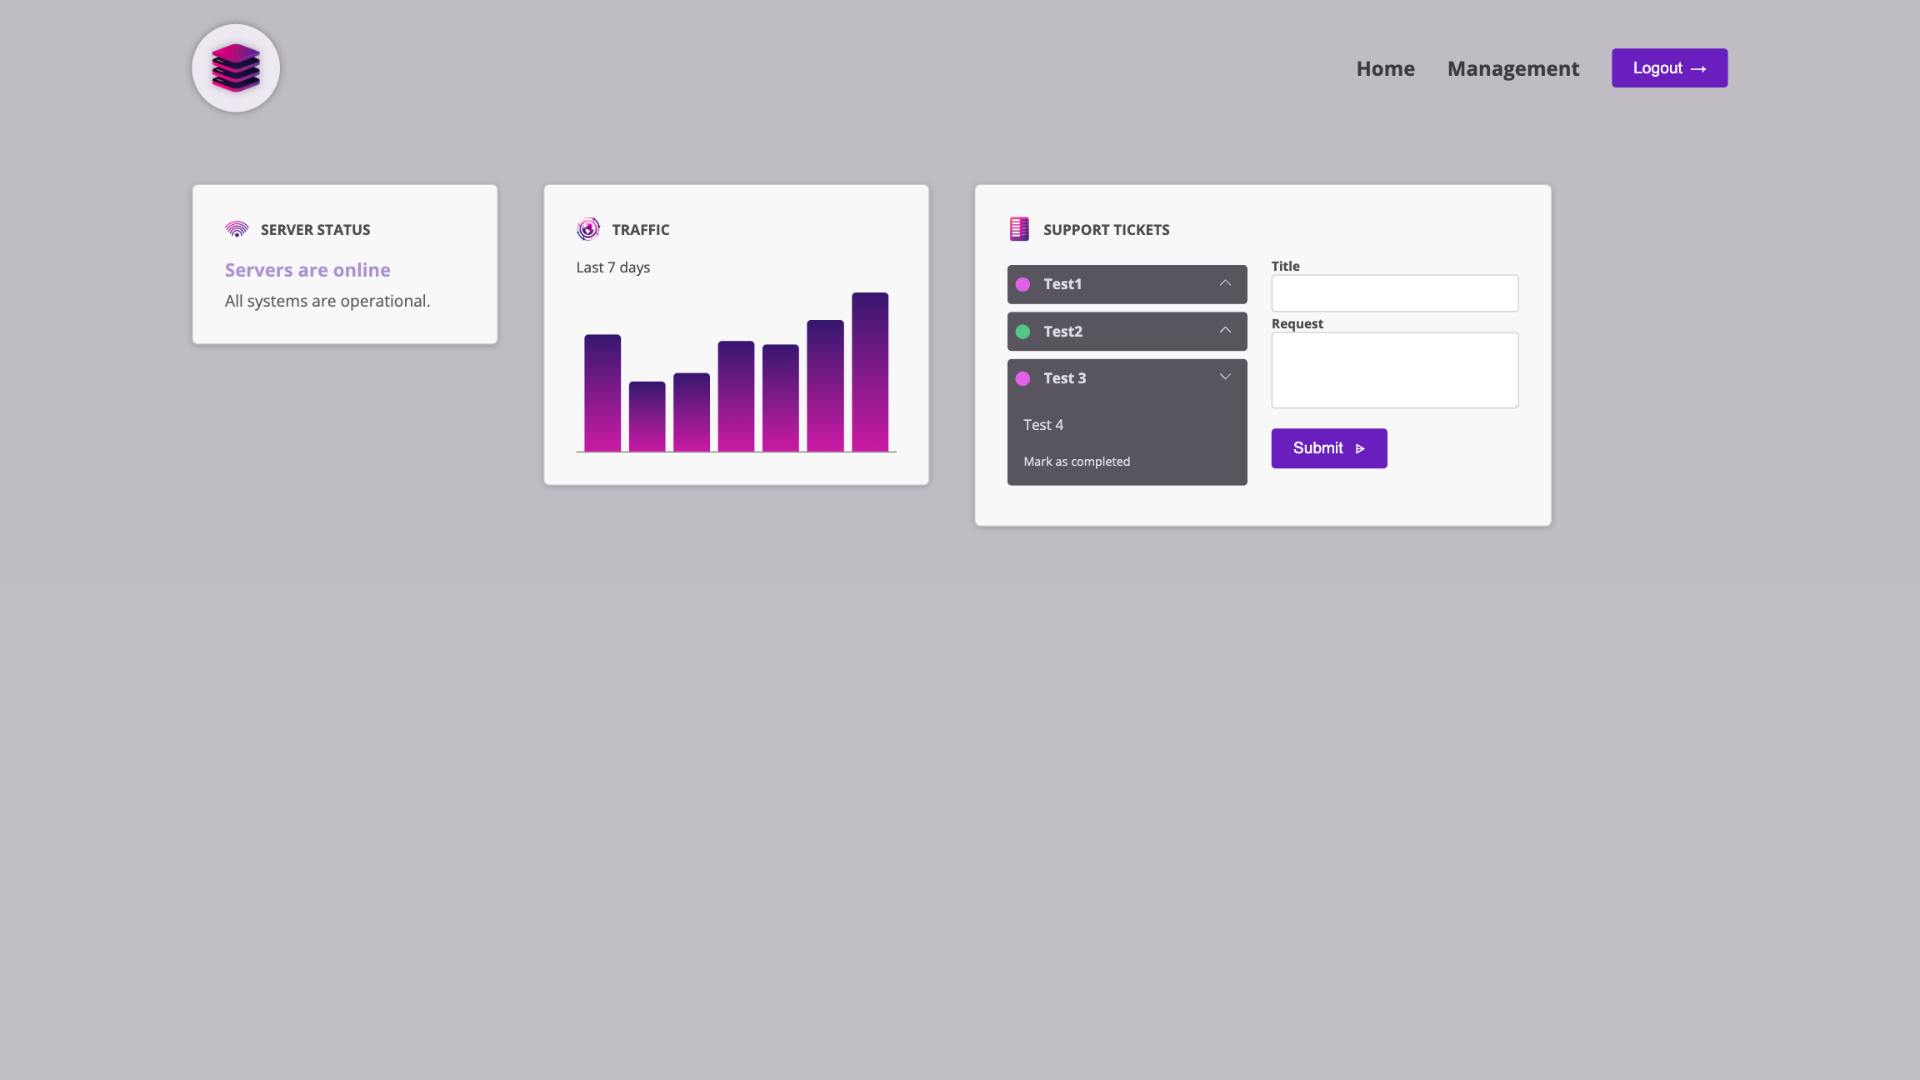 Home
Management
Logout →
SERVER STATUS
Servers are online
All systems are operational.
TRAFFIC
Last 7 days
SUPPORT TICKETS
Test1
Test2
Test 3
Test 4
Mark as completed
Title
Request
Submit